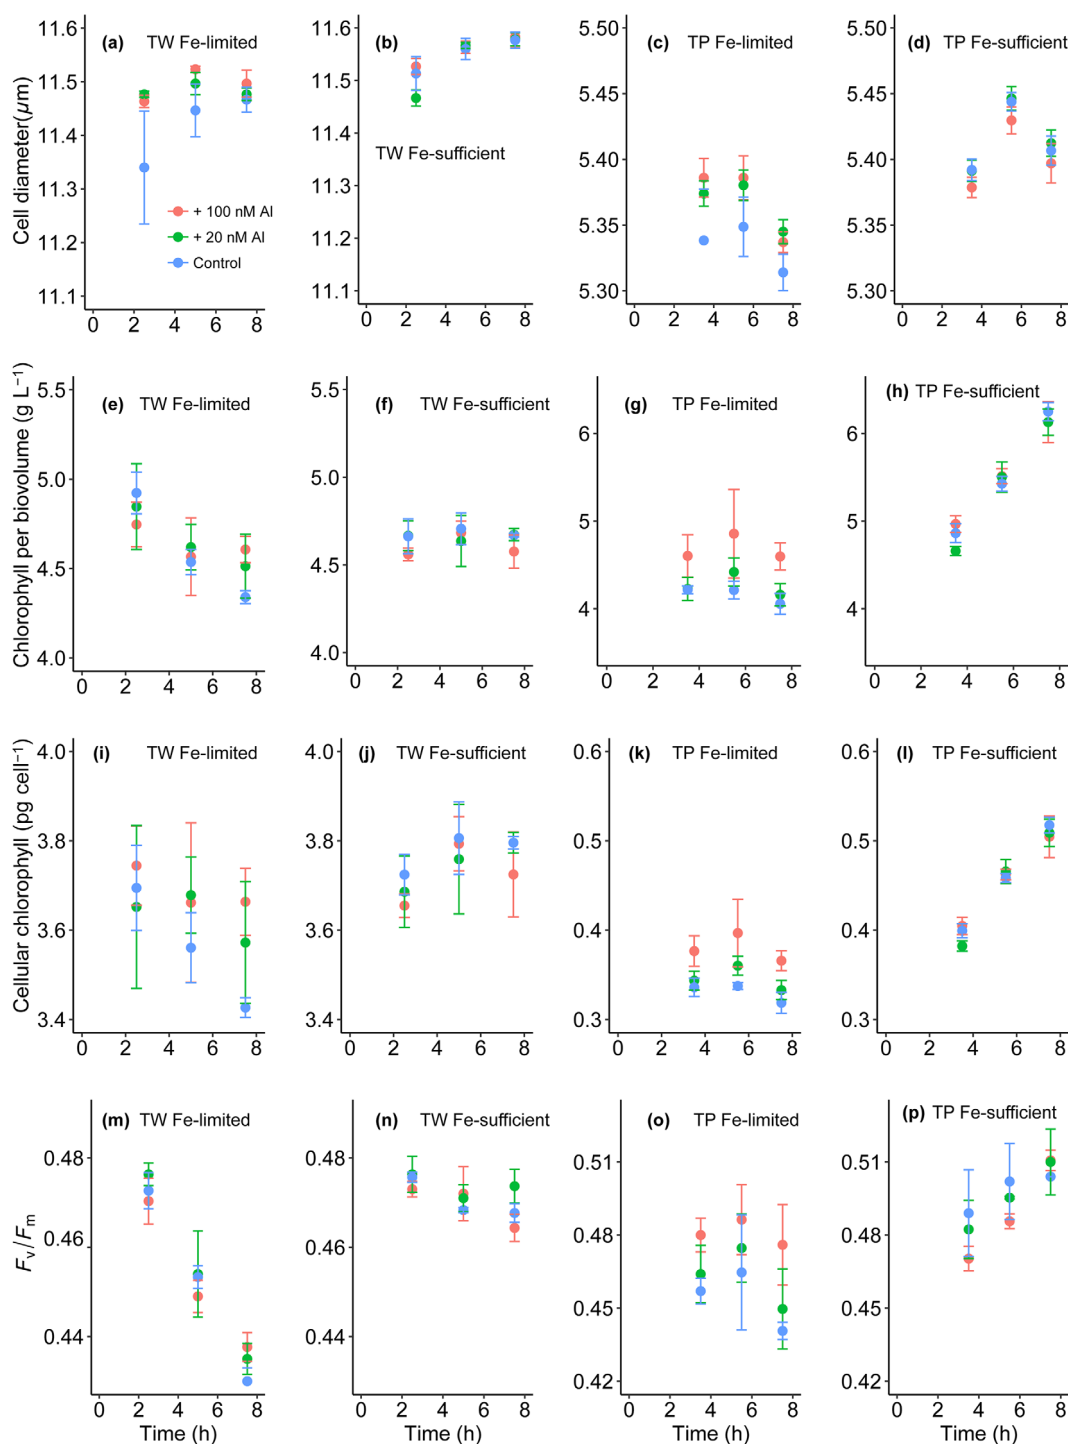 11.6
11.5
11.4
11.3
11.2
11.1
0 2 4 6 8
(a) TW Fe-limited
+ 100 nM Al
+ 20 nM Al
Control
Cell diameter(µm)
11.6
11.5
11.4
11.3
11.2
11.1
0 2 4 6 8
(b)
TW Fe-sufficient
5.50
5.45
5.40
5.35
5.30
0 2 4 6 8
(c) TP Fe-limited
5.50
5.45
5.40
5.35
5.30
0 2 4 6 8
(d) TP Fe-sufficient
Chlorophyll per biovolume (g L⁻¹)
5.5
5.0
4.5
4.0
0 2 4 6 8
(e) TW Fe-limited
5.5
5.0
4.5
4.0
0 2 4 6 8
(f) TW Fe-sufficient
6
5
4
0 2 4 6 8
(g) TP Fe-limited
6
5
4
0 2 4 6 8
(h) TP Fe-sufficient
Cellular chlorophyll (pg cell⁻¹)
4.0
3.8
3.6
3.4
0 2 4 6 8
(i) TW Fe-limited
4.0
3.8
3.6
3.4
0 2 4 6 8
(j) TW Fe-sufficient
0.6
0.5
0.4
0.3
0 2 4 6 8
(k) TP Fe-limited
0.6
0.5
0.4
0.3
0 2 4 6 8
(l) TP Fe-sufficient
Fv/Fm
0.48
0.46
0.44
0 2 4 6 8
Time (h)
(m) TW Fe-limited
0.48
0.46
0.44
0 2 4 6 8
Time (h)
(n) TW Fe-sufficient
0.51
0.48
0.45
0.42
0 2 4 6 8
Time (h)
(o) TP Fe-limited
0.51
0.48
0.45
0.42
0 2 4 6 8
Time (h)
(p) TP Fe-sufficient